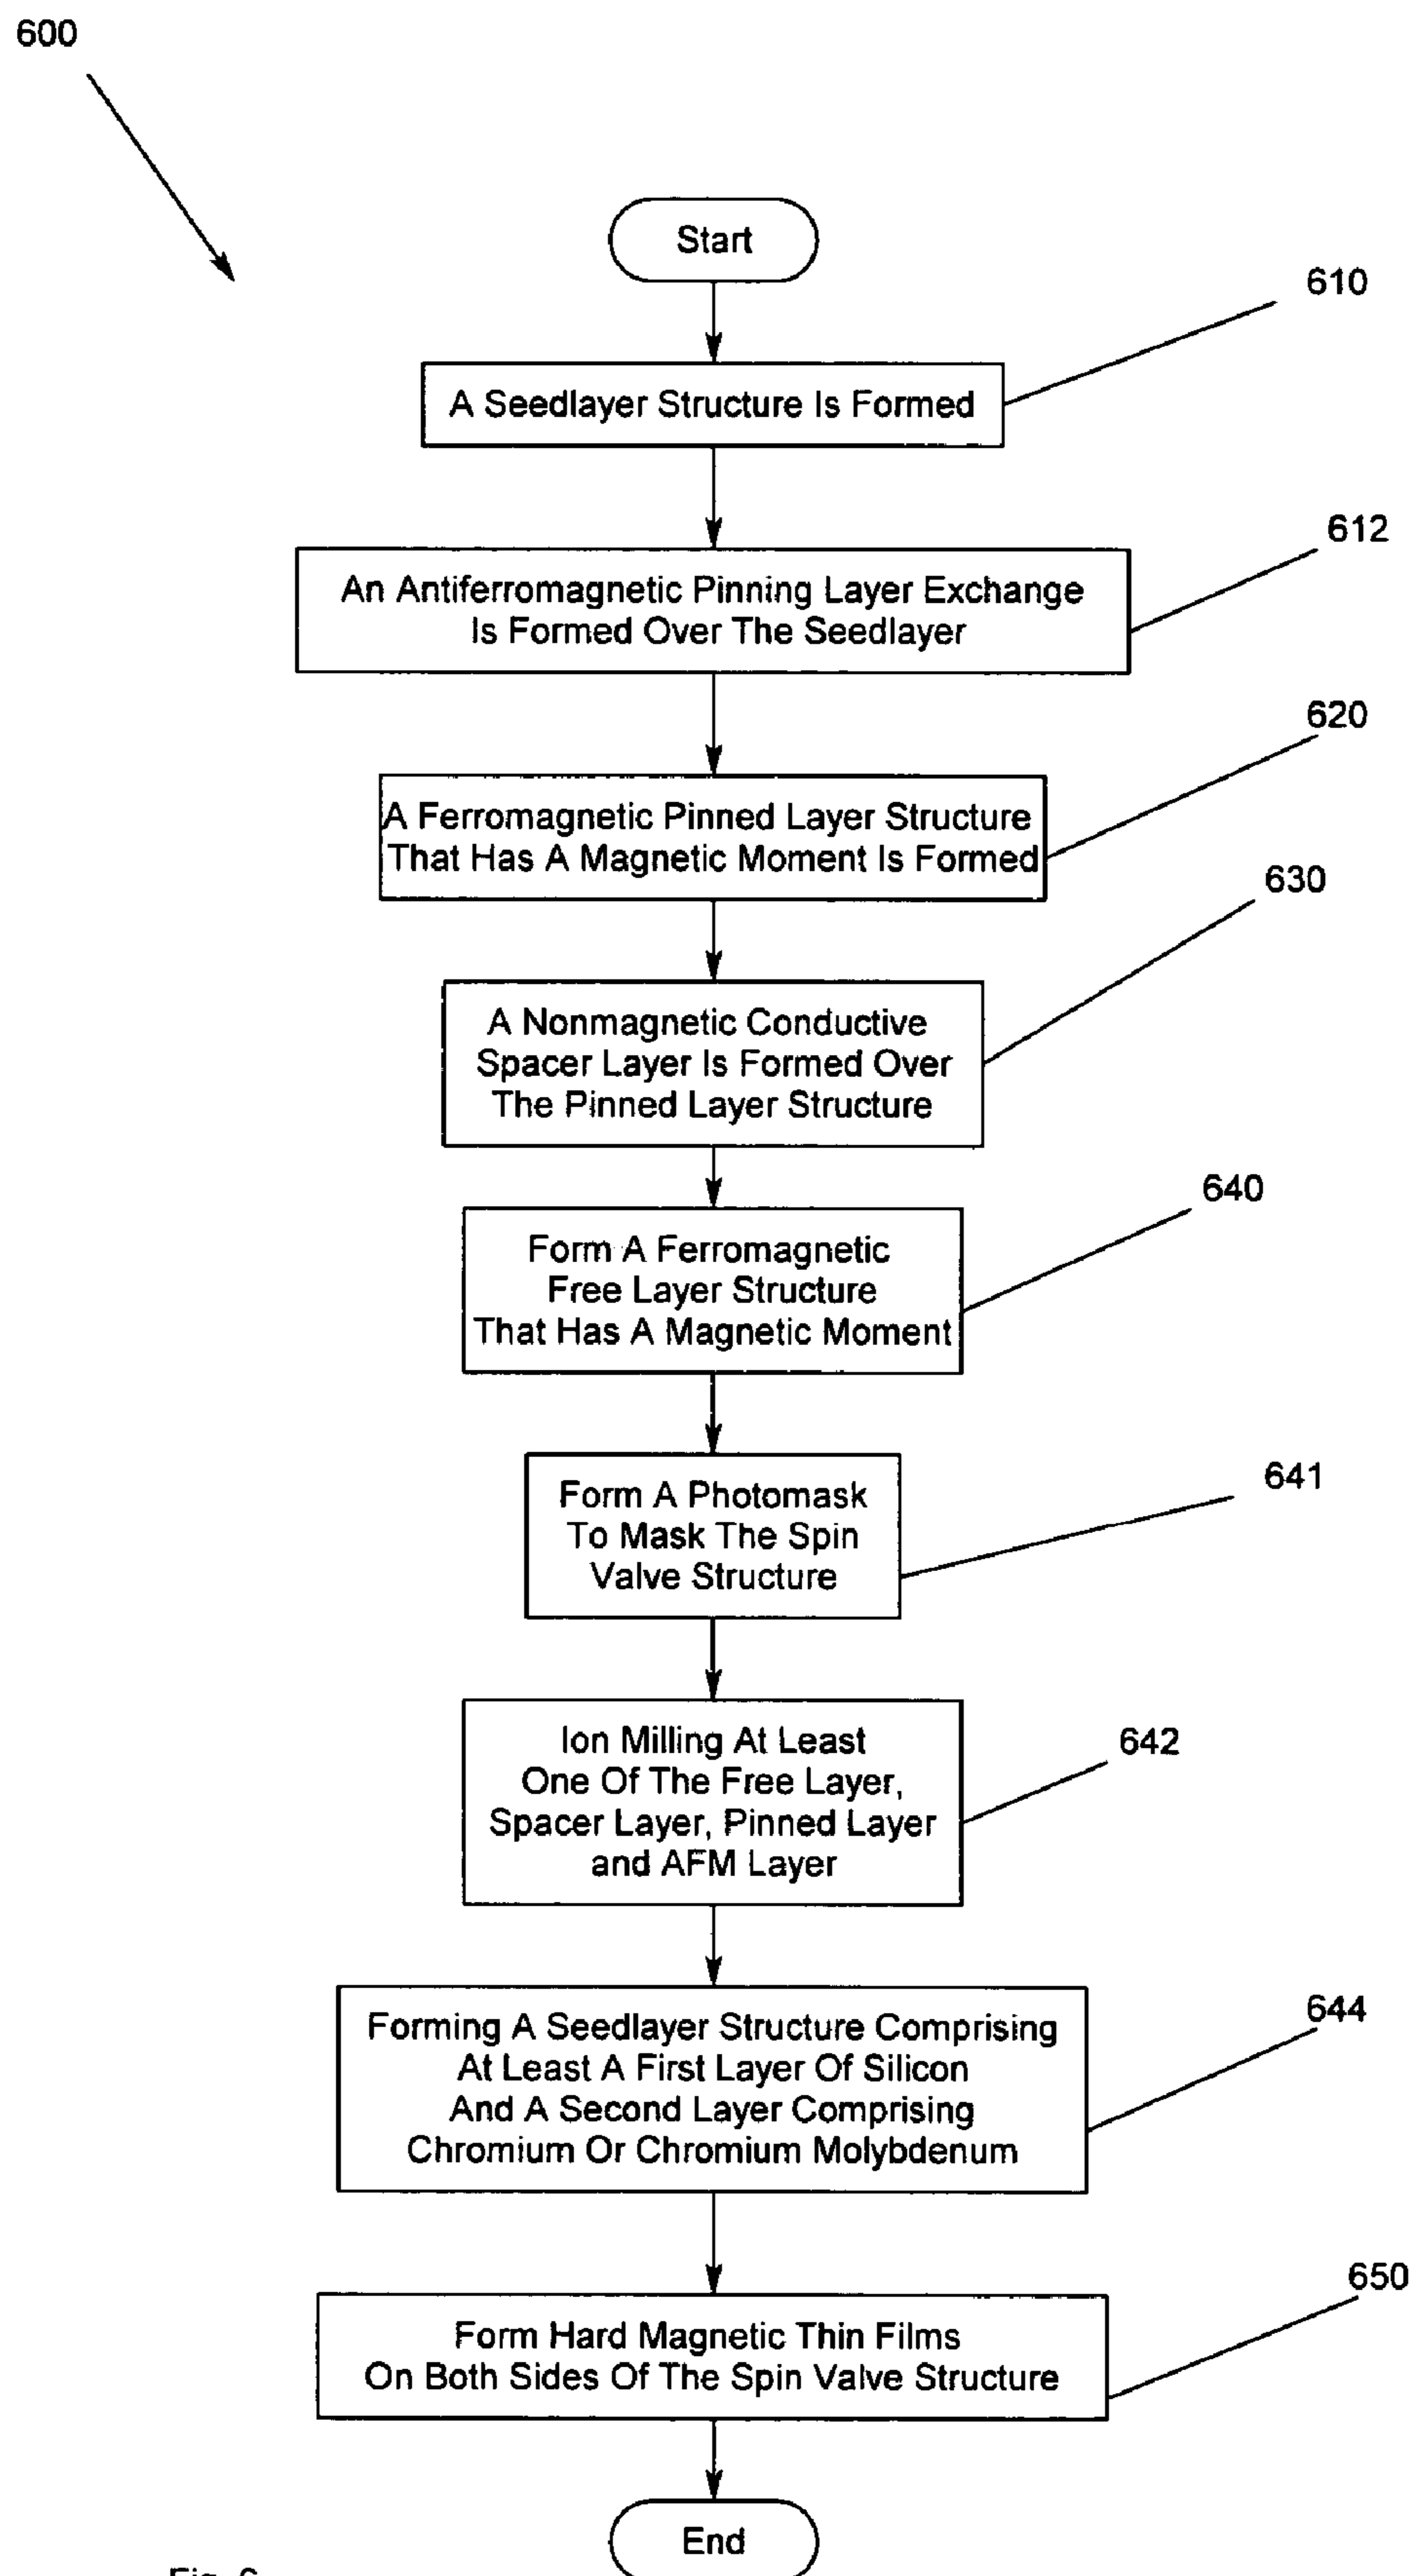 600
Start
610
A Seedlayer Structure Is Formed
612
An Antiferromagnetic Pinning Layer Exchange
Is Formed Over The Seedlayer
620
A Ferromagnetic Pinned Layer Structure
That Has A Magnetic Moment Is Formed
630
A Nonmagnetic Conductive
Spacer Layer Is Formed Over
The Pinned Layer Structure
640
Form A Ferromagnetic
Free Layer Structure
That Has A Magnetic Moment
641
Form A Photomask
To Mask The Spin
Valve Structure
642
Ion Milling At Least
One Of The Free Layer,
Spacer Layer, Pinned Layer
and AFM Layer
644
Forming A Seedlayer Structure Comprising
At Least A First Layer Of Silicon
And A Second Layer Comprising
Chromium Or Chromium Molybdenum
650
Form Hard Magnetic Thin Films
On Both Sides Of The Spin Valve Structure
End